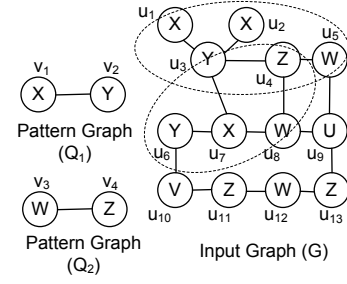 u1 X X u2
u3 Y Z W u5
u4
v1 v2
X Y
Pattern Graph
(Q1)
Y X W U
u6 u7 u8 u9
v3 v4
W Z
Pattern Graph
(Q2)
V Z W Z
u10 u11 u12 u13
Input Graph (G)